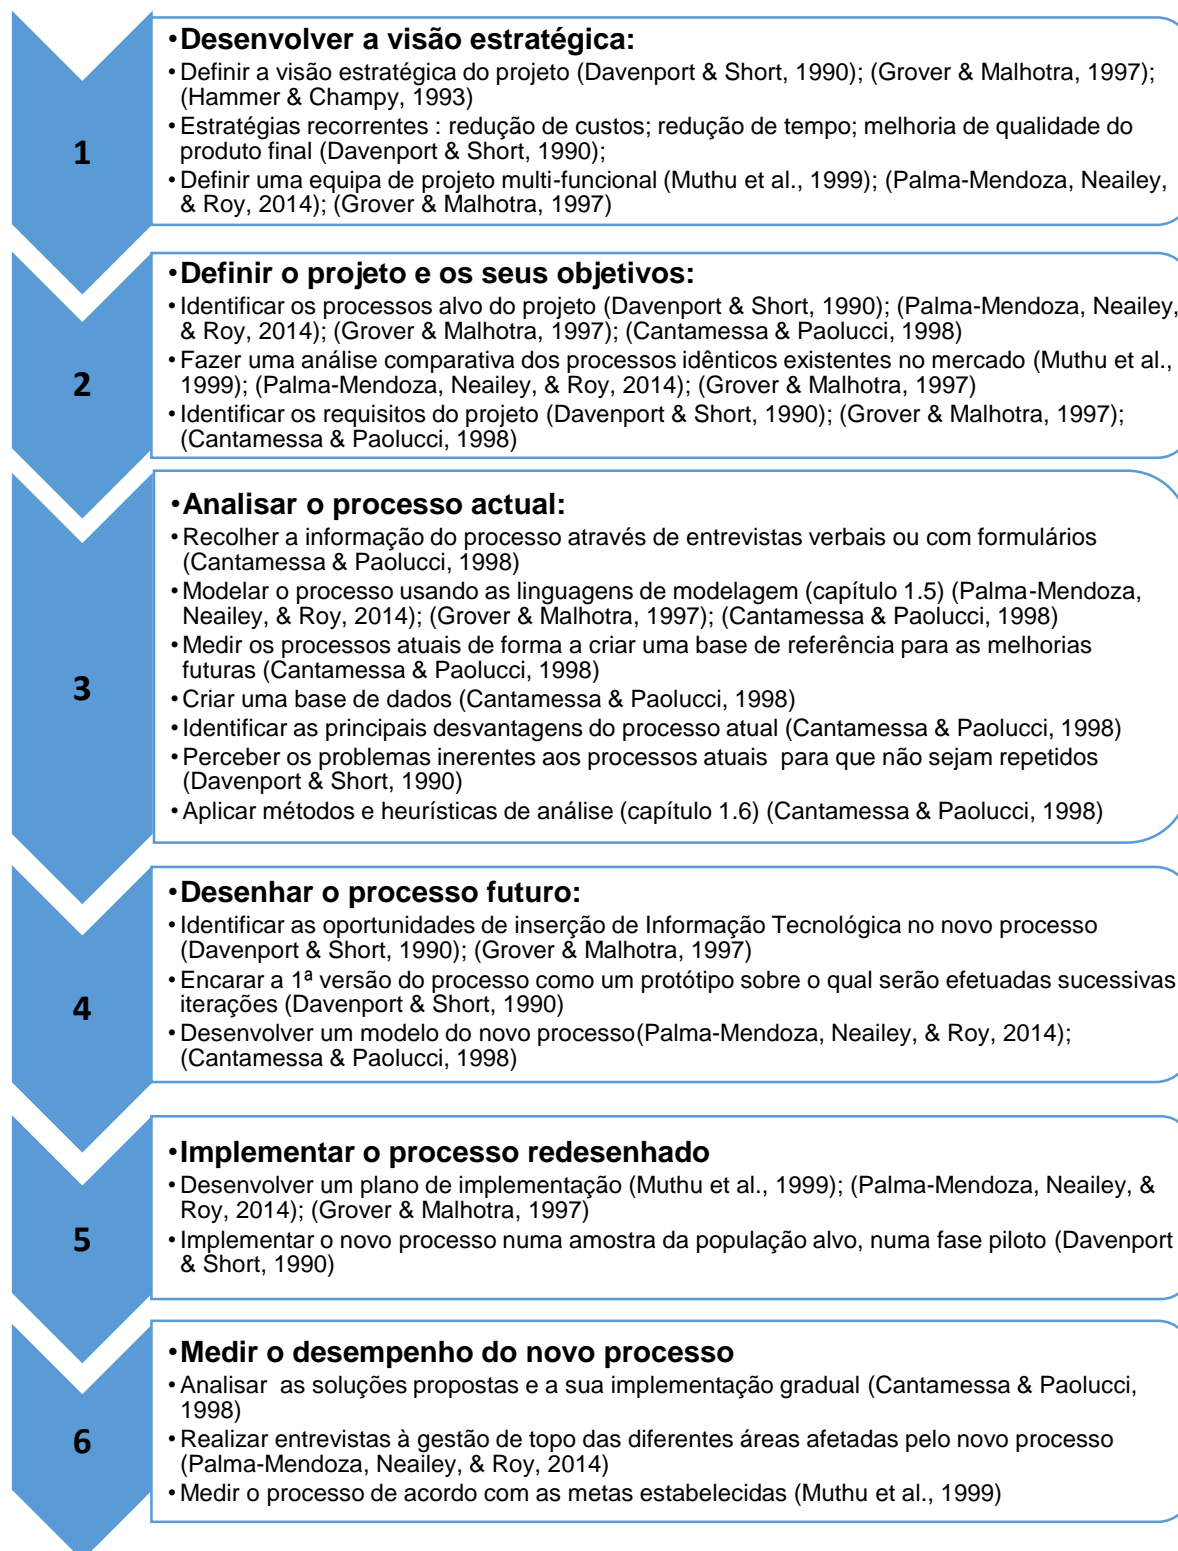 1
•Desenvolver a visão estratégica:
•Definir a visão estratégica do projeto (Davenport & Short, 1990); (Grover & Malhotra, 1997);
(Hammer & Champy, 1993)
•Estratégias recorrentes : redução de custos; redução de tempo; melhoria de qualidade do
produto final (Davenport & Short, 1990);
•Definir uma equipa de projeto multi-funcional (Muthu et al., 1999); (Palma-Mendoza, Neailey,
& Roy, 2014); (Grover & Malhotra, 1997)
2
•Definir o projeto e os seus objetivos:
•Identificar os processos alvo do projeto (Davenport & Short, 1990); (Palma-Mendoza, Neailey,
& Roy, 2014); (Grover & Malhotra, 1997); (Cantamessa & Paolucci, 1998)
•Fazer uma análise comparativa dos processos idênticos existentes no mercado (Muthu et al.,
1999); (Palma-Mendoza, Neailey, & Roy, 2014); (Grover & Malhotra, 1997)
•Identificar os requisitos do projeto (Davenport & Short, 1990); (Grover & Malhotra, 1997);
(Cantamessa & Paolucci, 1998)
3
•Analisar o processo actual:
•Recolher a informação do processo através de entrevistas verbais ou com formulários
(Cantamessa & Paolucci, 1998)
•Modelar o processo usando as linguagens de modelagem (capítulo 1.5) (Palma-Mendoza,
Neailey, & Roy, 2014); (Grover & Malhotra, 1997); (Cantamessa & Paolucci, 1998)
•Medir os processos atuais de forma a criar uma base de referência para as melhorias
futuras (Cantamessa & Paolucci, 1998)
•Criar uma base de dados (Cantamessa & Paolucci, 1998)
•Identificar as principais desvantagens do processo atual (Cantamessa & Paolucci, 1998)
•Perceber os problemas inerentes aos processos atuais para que não sejam repetidos
(Davenport & Short, 1990)
•Aplicar métodos e heurísticas de análise (capítulo 1.6) (Cantamessa & Paolucci, 1998)
4
•Desenhar o processo futuro:
•Identificar as oportunidades de inserção de Informação Tecnológica no novo processo
(Davenport & Short, 1990); (Grover & Malhotra, 1997)
•Encarar a 1ª versão do processo como um protótipo sobre o qual serão efetuadas sucessivas
iterações (Davenport & Short, 1990)
•Desenvolver um modelo do novo processo(Palma-Mendoza, Neailey, & Roy, 2014);
(Cantamessa & Paolucci, 1998)
5
•Implementar o processo redesenhado
•Desenvolver um plano de implementação (Muthu et al., 1999); (Palma-Mendoza, Neailey, &
Roy, 2014); (Grover & Malhotra, 1997)
•Implementar o novo processo numa amostra da população alvo, numa fase piloto (Davenport
& Short, 1990)
6
•Medir o desempenho do novo processo
•Analisar as soluções propostas e a sua implementação gradual (Cantamessa & Paolucci,
1998)
•Realizar entrevistas à gestão de topo das diferentes áreas afetadas pelo novo processo
(Palma-Mendoza, Neailey, & Roy, 2014)
•Medir o processo de acordo com as metas estabelecidas (Muthu et al., 1999)